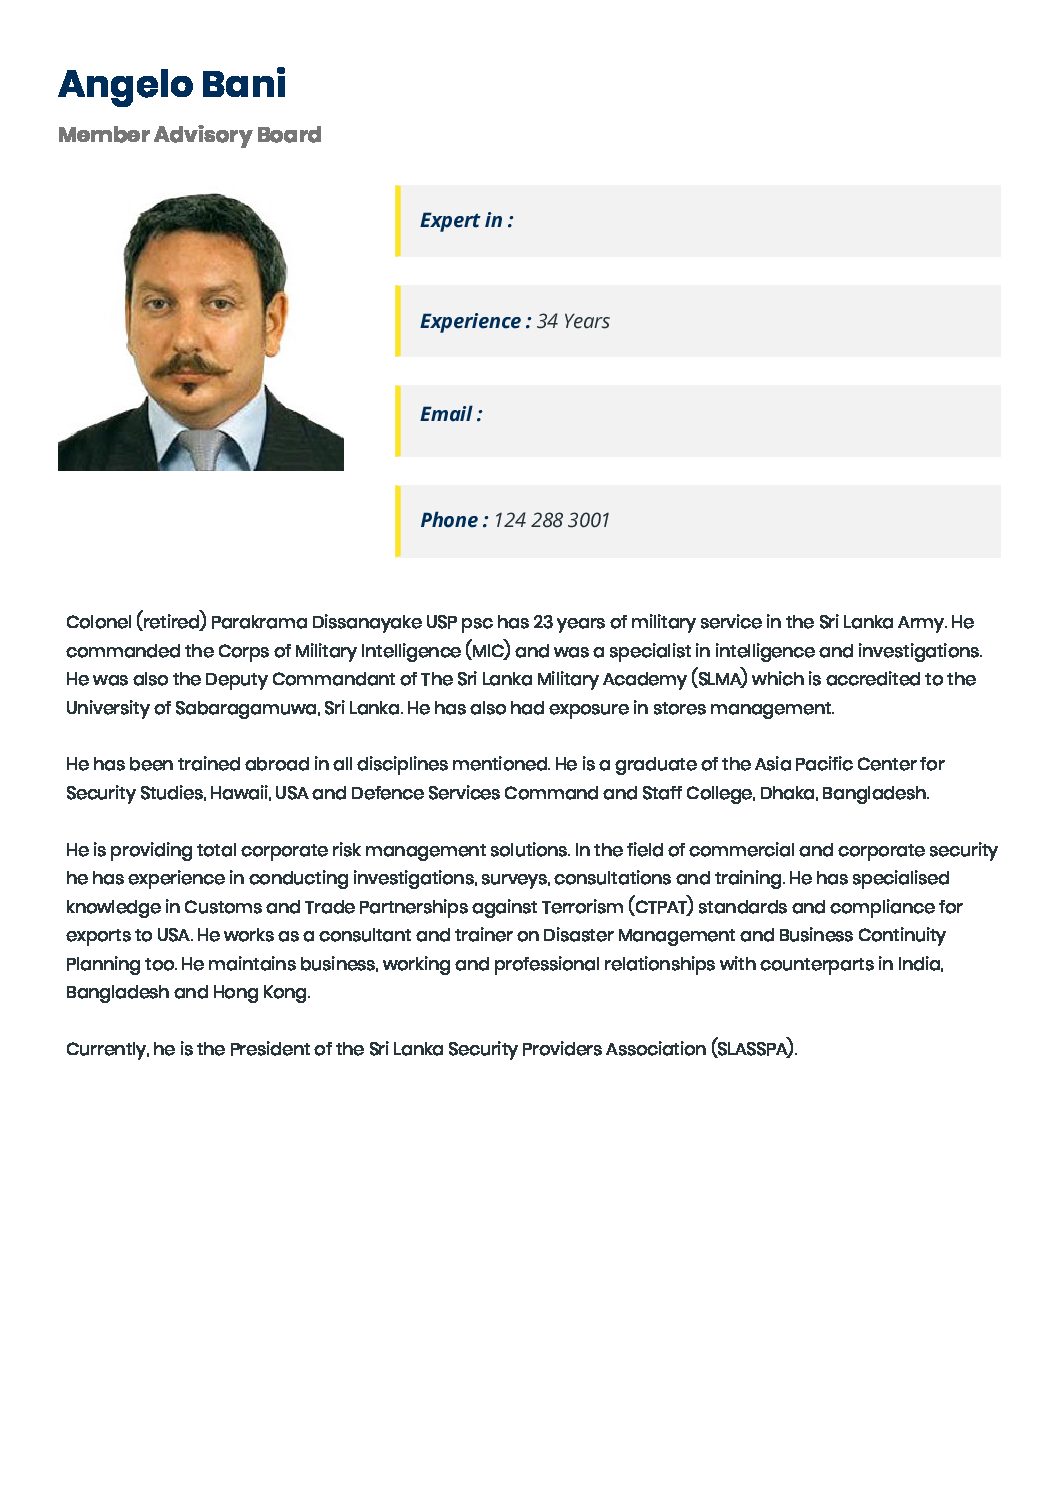 Angelo Bani
Member Advisory Board
Expert in :
Experience : 34 Years
Email :
Phone : 124 288 3001
Colonel (retired) Parakrama Dissanayake USP psc has 23 years of military service in the Sri Lanka Army. He
commanded the Corps of Military Intelligence (MIC) and was a specialist in intelligence and investigations.
He was also the Deputy Commandant of The Sri Lanka Military Academy (SLMA) which is accredited to the
University of Sabaragamuwa, Sri Lanka. He has also had exposure in stores management.
He has been trained abroad in all disciplines mentioned. He is a graduate of the Asia Pacific Center for
Security Studies, Hawaii, USA and Defence Services Command and Staff College, Dhaka, Bangladesh.
He is providing total corporate risk management solutions. In the field of commercial and corporate security
he has experience in conducting investigations, surveys, consultations and training. He has specialised
knowledge in Customs and Trade Partnerships against Terrorism (CTPAT) standards and compliance for
exports to USA. He works as a consultant and trainer on Disaster Management and Business Continuity
Planning too. He maintains business, working and professional relationships with counterparts in India,
Bangladesh and Hong Kong.
Currently, he is the President of the Sri Lanka Security Providers Association (SLASSPA).